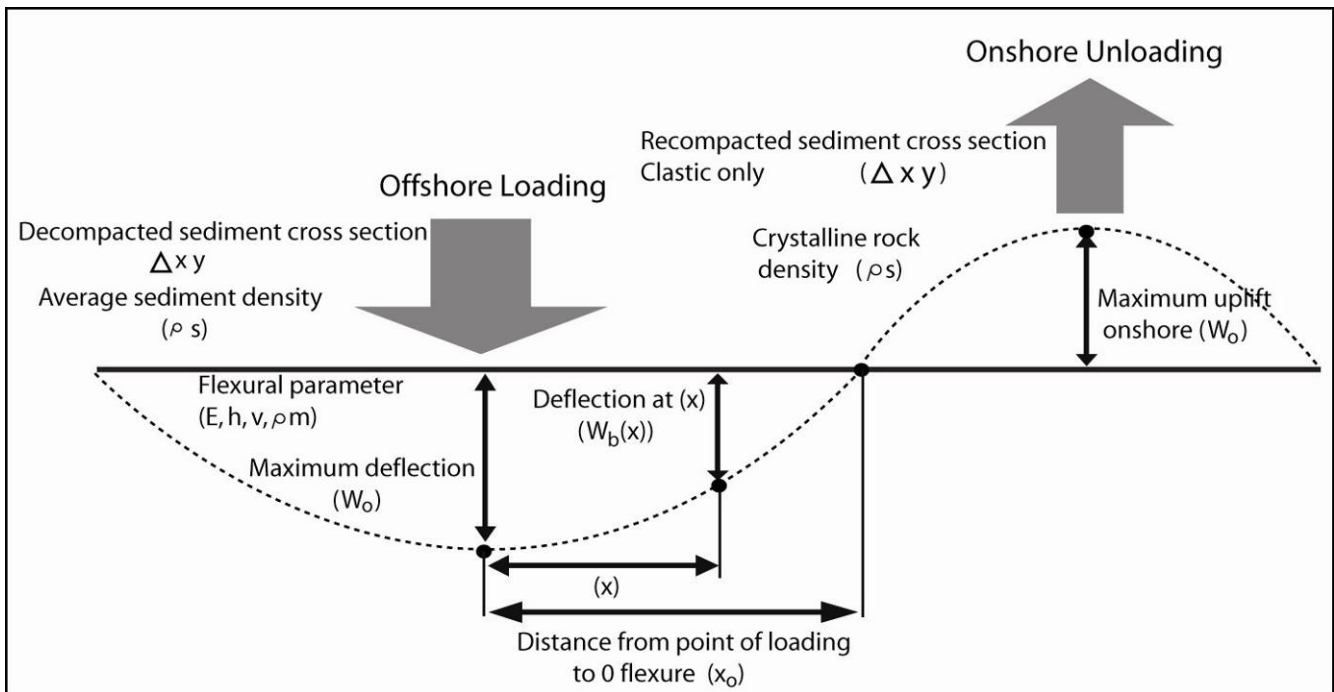 Onshore Unloading
Recompacted sediment cross section
Clastic only (Δ x y)
Offshore Loading
Decompacted sediment cross section
Δ x y
Average sediment density
(ρ s)
Crystalline rock
density (ρ s)
Maximum uplift
onshore (Wo)
Flexural parameter
(E, h, v, ρm)
Deflection at (x)
(Wb(x))
Maximum deflection
(Wo)
(x)
Distance from point of loading
to 0 flexure (xo)